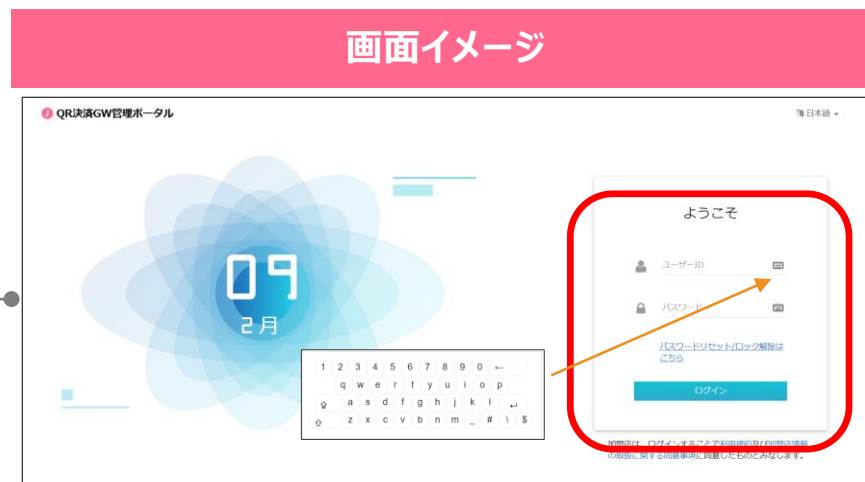 画面イメージ
QR決済GW管理ポータル
日本語
ようこそ
ユーザーID
パスワード
パスワードリセット/ロック解除は
こちら
ログイン
09
2月
1 2 3 4 5 6 7 8 9 0 ←
q w e r t y u i o p
a s d f g h j k l ↵
z x c v b n m _ # \ $
加盟店は、ログインすることで利用規約及び加盟店情報
の取扱に関する同意事項に同意したものとみなします。